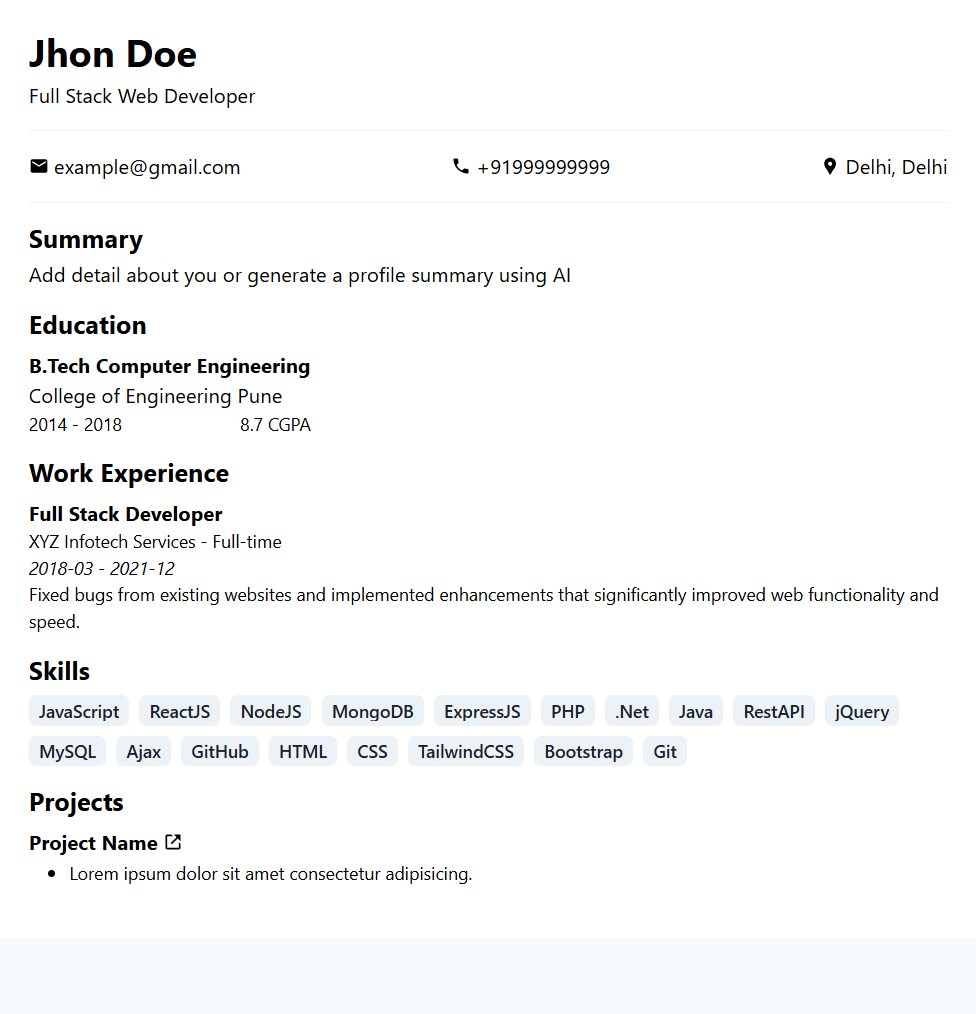 Jhon Doe
Full Stack Web Developer
example@gmail.com +91999999999 Delhi, Delhi
Summary
Add detail about you or generate a profile summary using AI
Education
B.Tech Computer Engineering
College of Engineering Pune
2014 - 2018 8.7 CGPA
Work Experience
Full Stack Developer
XYZ Infotech Services - Full-time
2018-03 - 2021-12
Fixed bugs from existing websites and implemented enhancements that significantly improved web functionality and
speed.
Skills
JavaScript ReactJS NodeJS MongoDB ExpressJS PHP .Net Java RestAPI jQuery
MySQL Ajax GitHub HTML CSS TailwindCSS Bootstrap Git
Projects
Project Name
• Lorem ipsum dolor sit amet consectetur adipisicing.